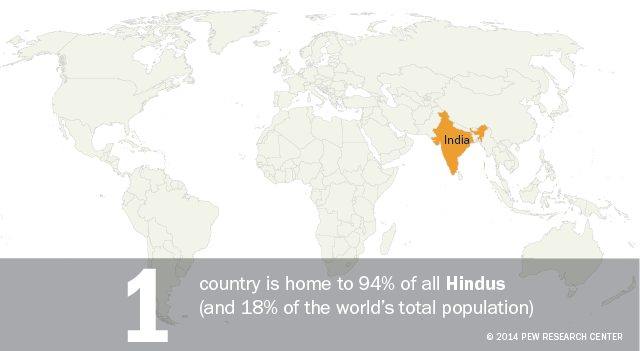 India
1
country is home to 94% of all Hindus
(and 18% of the world's total population)
© 2014 PEW RESEARCH CENTER